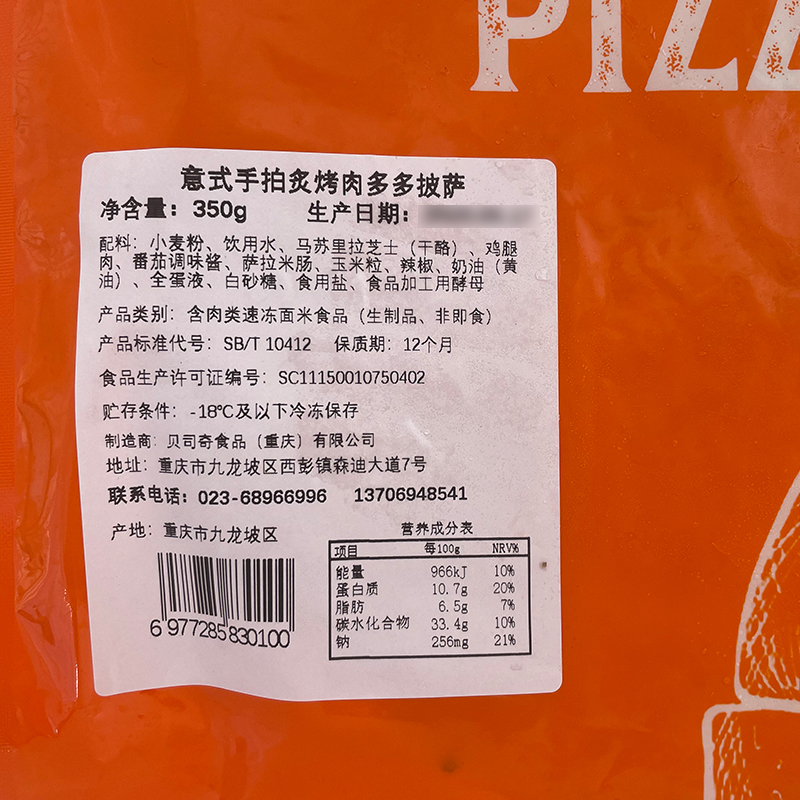 PIZZ
意式手拍炙烤肉多多披萨
净含量：350g 生产日期：
配料：小麦粉、饮用水、马苏里拉芝士（干酪）、鸡腿
肉、番茄调味酱、萨拉米肠、玉米粒、辣椒、奶油（黄
油）、全蛋液、白砂糖、食用盐、食品加工用酵母
产品类别：含肉类速冻面米食品（生制品、非即食）
产品标准代号：SB/T 10412 保质期：12个月
食品生产许可证编号：SC11150010750402
贮存条件：-18℃及以下冷冻保存
制造商：贝司奇食品（重庆）有限公司
地址：重庆市九龙坡区西彭镇森迪大道7号
联系电话：023-68966996 13706948541
产地：重庆市九龙坡区
营养成分表
项目 每100g NRV%
能量 966kJ 10%
蛋白质 10.7g 20%
脂肪 6.5g 7%
碳水化合物 33.4g 10%
钠 256mg 21%
6 977285 830100